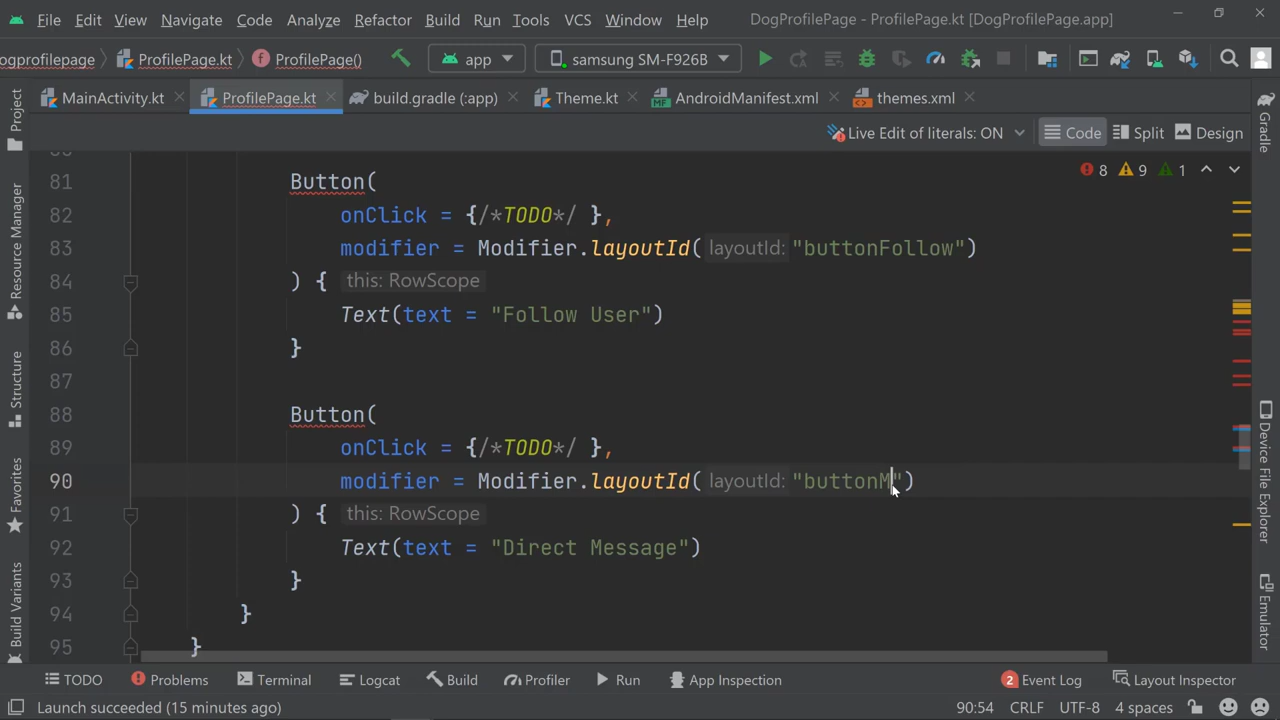 File Edit View Navigate Code Analyze Refactor Build Run Tools VCS Window Help DogProfilePage - ProfilePage.kt [DogProfilePage.app]
ogprofilepage ProfilePage.kt ProfilePage() app samsung SM-F926B
MainActivity.kt ProfilePage.kt build.gradle (:app) Theme.kt AndroidManifest.xml themes.xml
Live Edit of literals: ON Code Split Design
8 9 1
81 Button(
82 onClick = {/*TODO*/ },
83 modifier = Modifier.layoutId( layoutId: "buttonFollow")
84 ) { this: RowScope
85 Text(text = "Follow User")
86 }
87
88 Button(
89 onClick = {/*TODO*/ },
90 modifier = Modifier.layoutId( layoutId: "buttonM")
91 ) { this: RowScope
92 Text(text = "Direct Message")
93 }
94 }
95 }
Project
Resource Manager
Structure
Favorites
Build Variants
Gradle
Device File Explorer
Emulator
TODO Problems Terminal Logcat Build Profiler Run App Inspection 2 Event Log Layout Inspector
Launch succeeded (15 minutes ago) 90:54 CRLF UTF-8 4 spaces